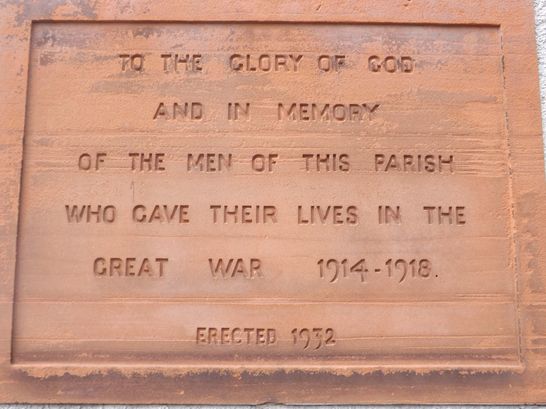 TO THE GLORY OF GOD
AND IN MEMORY
OF THE MEN OF THIS PARISH
WHO GAVE THEIR LIVES IN THE
GREAT WAR 1914-1918.
ERECTED 1932